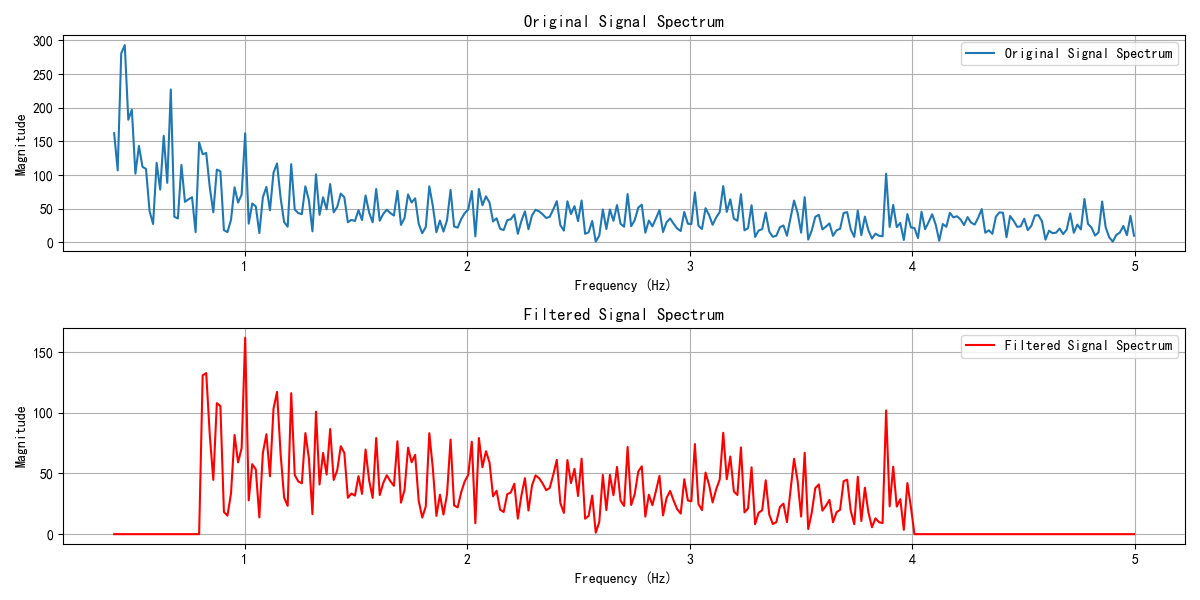 Original Signal Spectrum
300
250
200
150
100
50
0
Magnitude
Original Signal Spectrum
1
2
3
4
5
Frequency (Hz)
Filtered Signal Spectrum
150
100
50
0
Magnitude
Filtered Signal Spectrum
1
2
3
4
5
Frequency (Hz)